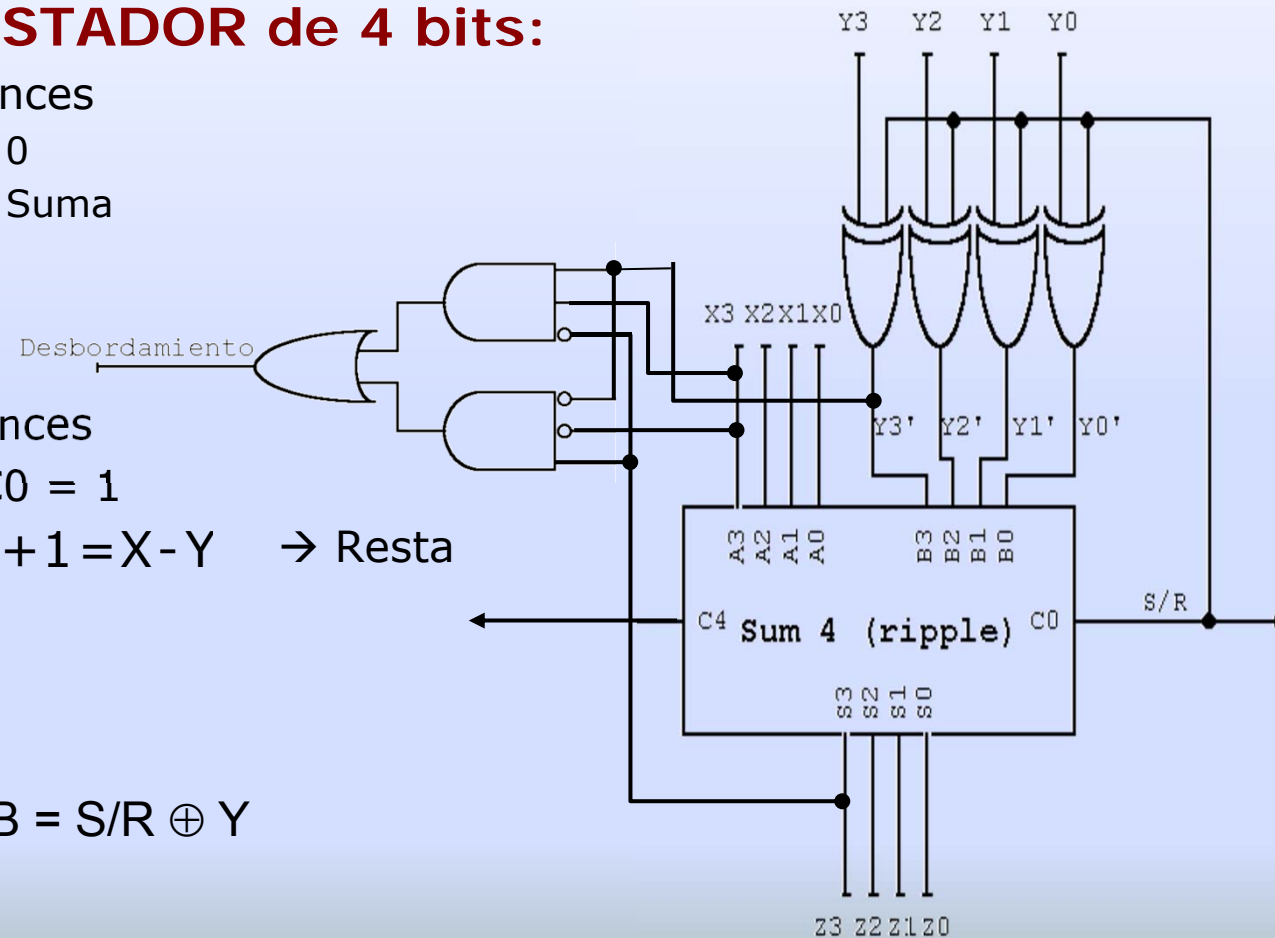 STADOR de 4 bits:
nces
0
Suma
Desbordamiento
nces
C0 = 1
+1=X-Y → Resta
B = S/R ⊕ Y
Y3 Y2 Y1 Y0
X3 X2 X1 X0
Y3' Y2' Y1' Y0'
A3 A2 A1 A0 B3 B2 B1 B0
C4 Sum 4 (ripple) C0
S/R
S3 S2 S1 S0
Z3 Z2 Z1 Z0